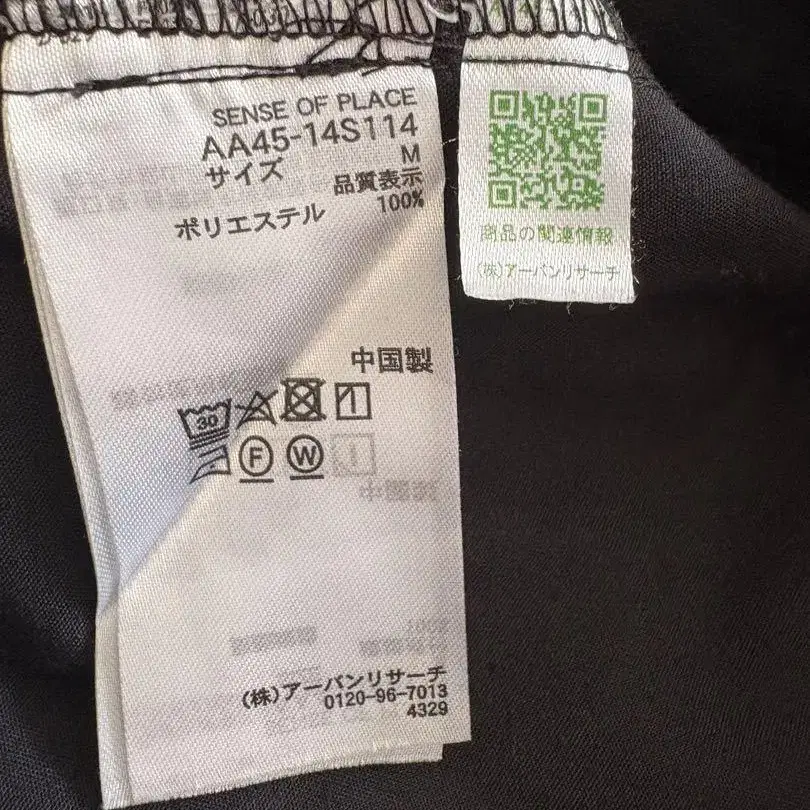 SENSE OF PLACE
AA45-14S114
サイズ M
品質表示
ポリエステル 100%
中国製
30
F W
(株)アーバンリサーチ
0120-96-7013
4329
商品の関連情報
(株)アーバンリサーチ